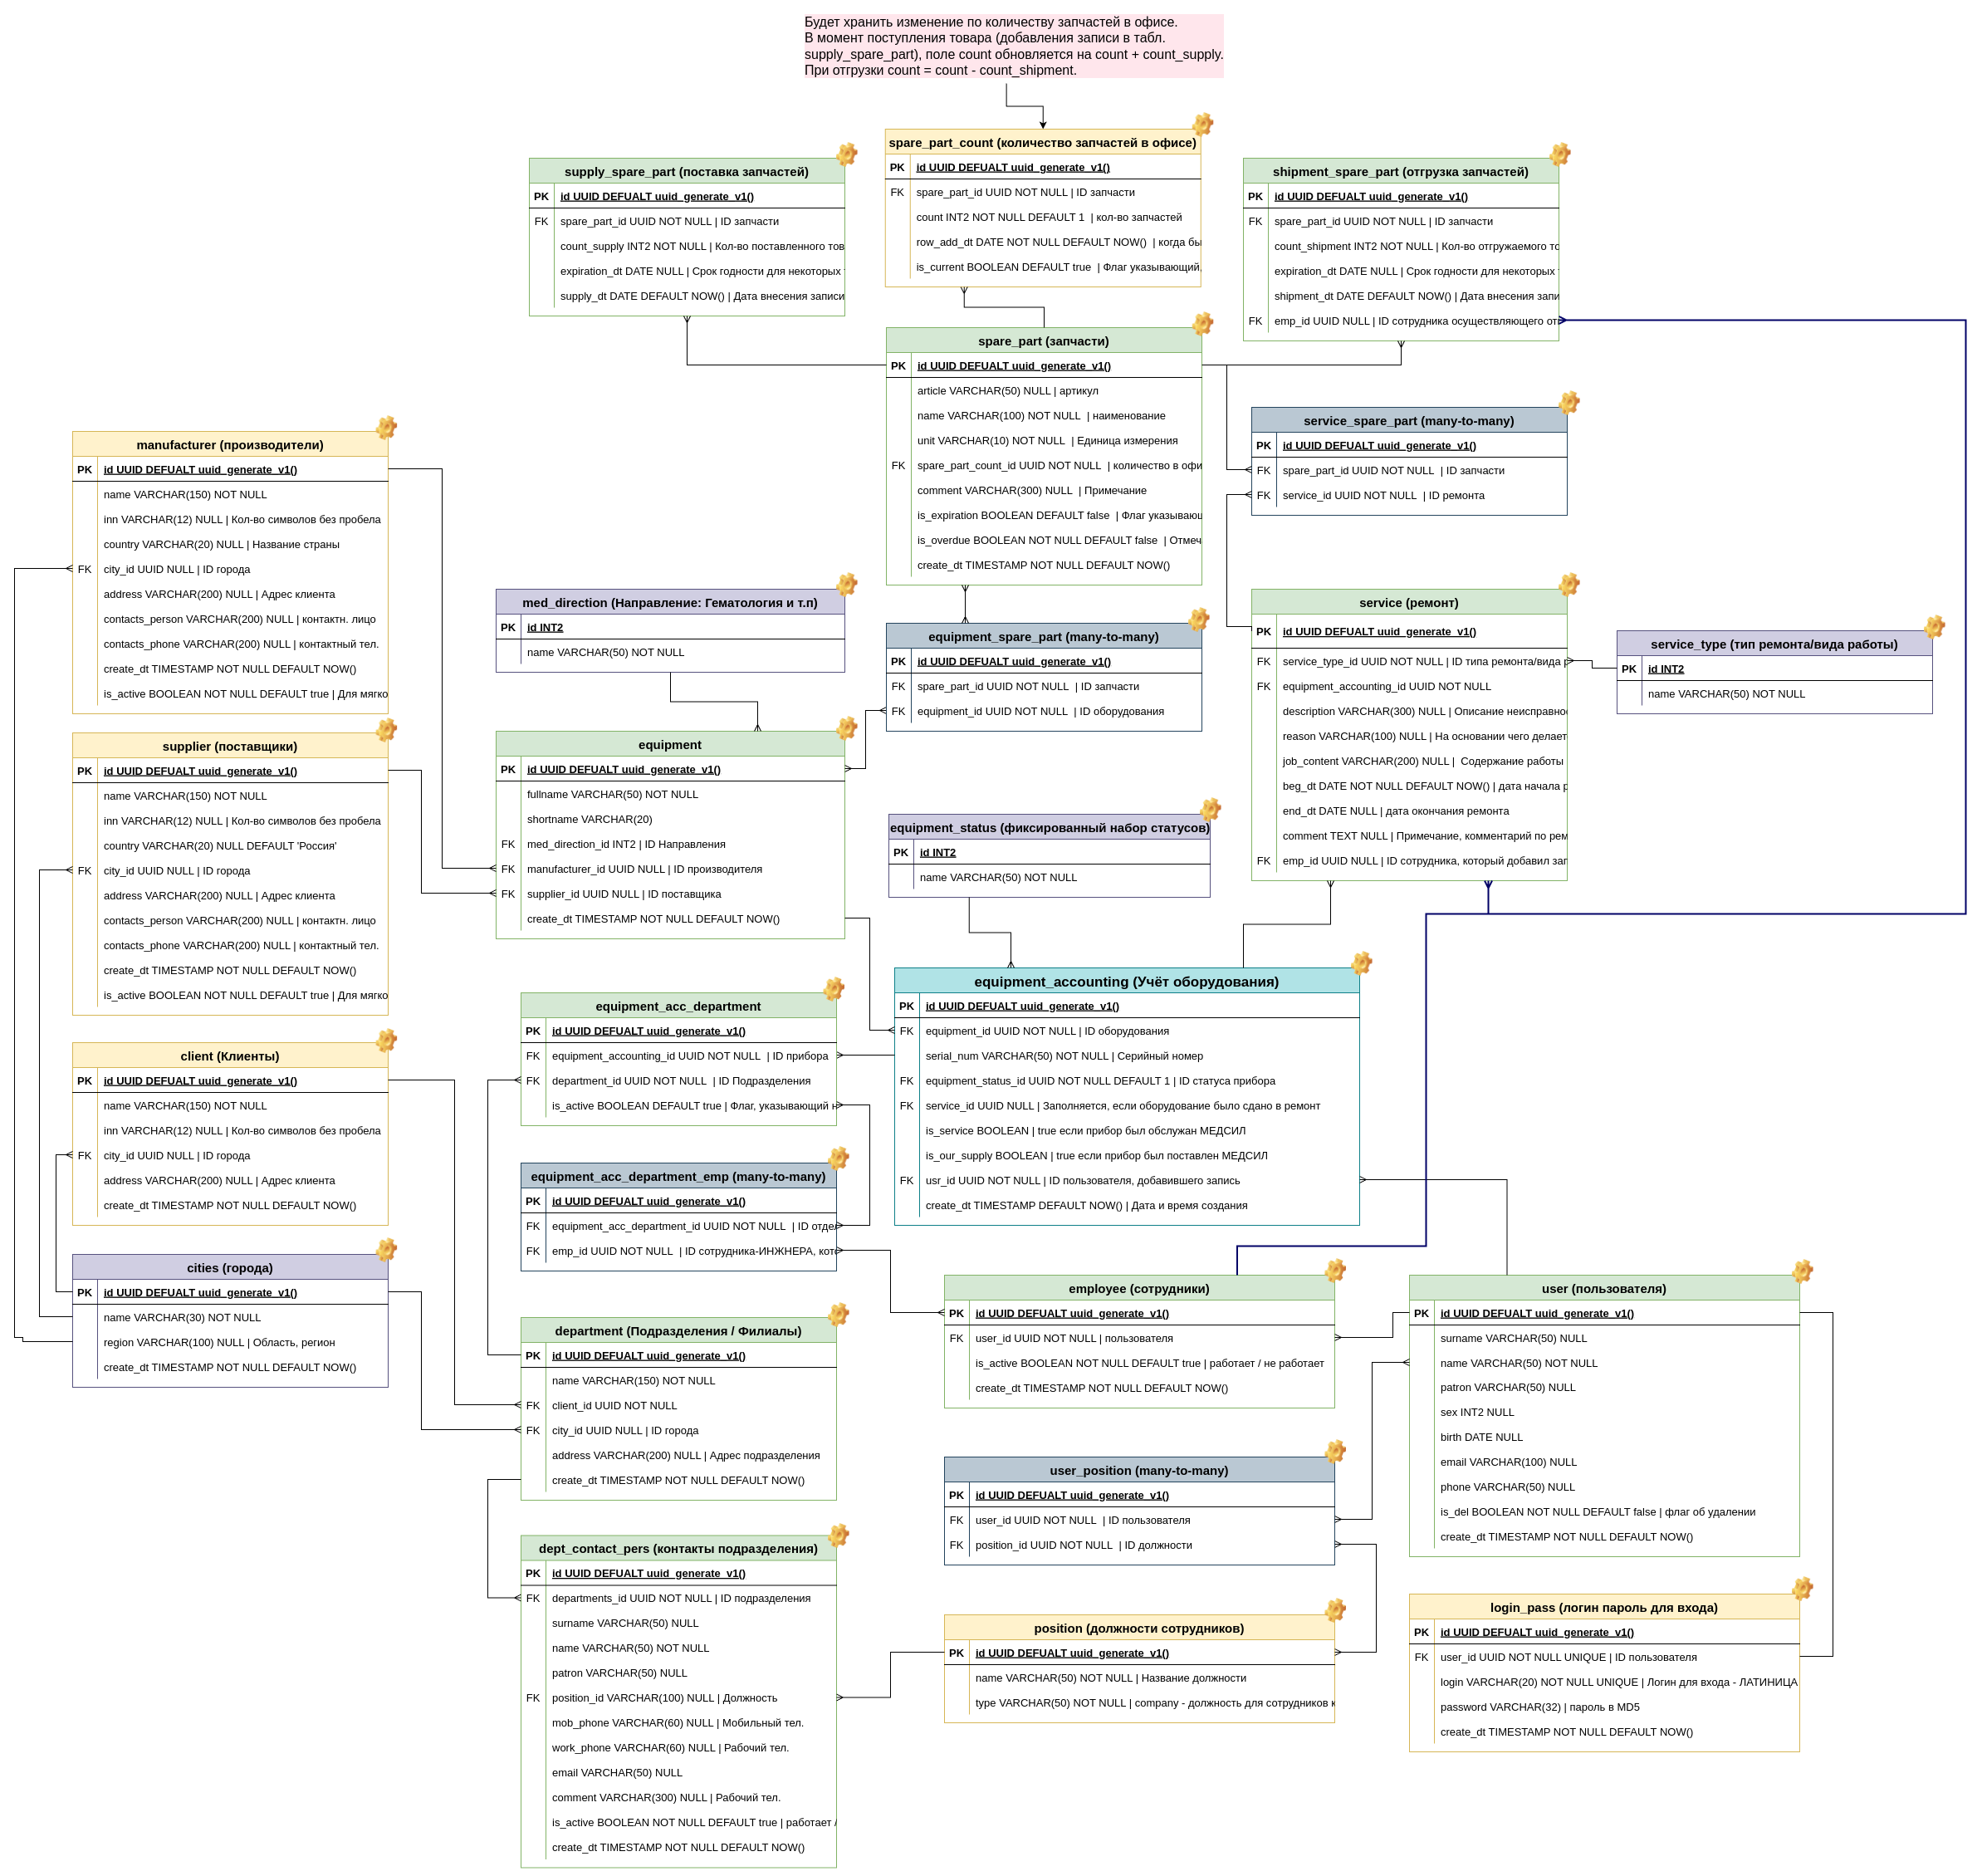 Будет хранить изменение по количеству запчастей в офисе.
В момент поступления товара (добавления записи в табл.
supply_spare_part), поле count обновляется на count + count_supply.
При отгрузки count = count - count_shipment.
supply_spare_part (поставка запчастей)
PK id UUID DEFUALT uuid_generate_v1()
FK spare_part_id UUID NOT NULL | ID запчасти
count_supply INT2 NOT NULL | Кол-во поставленного тов
expiration_dt DATE NULL | Срок годности для некоторых
supply_dt DATE DEFAULT NOW() | Дата внесения записи
spare_part_count (количество запчастей в офисе)
PK id UUID DEFUALT uuid_generate_v1()
FK spare_part_id UUID NOT NULL | ID запчасти
count INT2 NOT NULL DEFAULT 1 | кол-во запчастей
row_add_dt DATE NOT NULL DEFAULT NOW() | когда бы
is_current BOOLEAN DEFAULT true | Флаг указывающий,
shipment_spare_part (отгрузка запчастей)
PK id UUID DEFUALT uuid_generate_v1()
FK spare_part_id UUID NOT NULL | ID запчасти
count_shipment INT2 NOT NULL | Кол-во отгружаемого то
expiration_dt DATE NULL | Срок годности для некоторых
shipment_dt DATE DEFAULT NOW() | Дата внесения запи
FK emp_id UUID NULL | ID сотрудника осуществляющего от
spare_part (запчасти)
PK id UUID DEFUALT uuid_generate_v1()
article VARCHAR(50) NULL | артикул
name VARCHAR(100) NOT NULL | наименование
unit VARCHAR(10) NOT NULL | Единица измерения
FK spare_part_count_id UUID NOT NULL | количество в офи
comment VARCHAR(300) NULL | Примечание
is_expiration BOOLEAN DEFAULT false | Флаг указывающ
is_overdue BOOLEAN NOT NULL DEFAULT false | Отмеч
create_dt TIMESTAMP NOT NULL DEFAULT NOW()
service_spare_part (many-to-many)
PK id UUID DEFUALT uuid_generate_v1()
FK spare_part_id UUID NOT NULL | ID запчасти
FK service_id UUID NOT NULL | ID ремонта
manufacturer (производители)
PK id UUID DEFUALT uuid_generate_v1()
name VARCHAR(150) NOT NULL
inn VARCHAR(12) NULL | Кол-во символов без пробела
country VARCHAR(20) NULL | Название страны
FK city_id UUID NULL | ID города
address VARCHAR(200) NULL | Адрес клиента
contacts_person VARCHAR(200) NULL | контактн. лицо
contacts_phone VARCHAR(200) NULL | контактный тел.
create_dt TIMESTAMP NOT NULL DEFAULT NOW()
is_active BOOLEAN NOT NULL DEFAULT true | Для мягко
med_direction (Направление: Гематология и т.п)
PK id INT2
name VARCHAR(50) NOT NULL
equipment_spare_part (many-to-many)
PK id UUID DEFUALT uuid_generate_v1()
FK spare_part_id UUID NOT NULL | ID запчасти
FK equipment_id UUID NOT NULL | ID оборудования
service (ремонт)
PK id UUID DEFUALT uuid_generate_v1()
FK service_type_id UUID NOT NULL | ID типа ремонта/вида р
FK equipment_accounting_id UUID NOT NULL
description VARCHAR(300) NULL | Описание неисправнос
reason VARCHAR(100) NULL | На основании чего делает
job_content VARCHAR(200) NULL | Содержание работы
beg_dt DATE NOT NULL DEFAULT NOW() | дата начала р
end_dt DATE NULL | дата окончания ремонта
comment TEXT NULL | Примечание, комментарий по рем
FK emp_id UUID NULL | ID сотрудника, который добавил зап
service_type (тип ремонта/вида работы)
PK id INT2
name VARCHAR(50) NOT NULL
supplier (поставщики)
PK id UUID DEFUALT uuid_generate_v1()
name VARCHAR(150) NOT NULL
inn VARCHAR(12) NULL | Кол-во символов без пробела
country VARCHAR(20) NULL DEFAULT 'Россия'
FK city_id UUID NULL | ID города
address VARCHAR(200) NULL | Адрес клиента
contacts_person VARCHAR(200) NULL | контактн. лицо
contacts_phone VARCHAR(200) NULL | контактный тел.
create_dt TIMESTAMP NOT NULL DEFAULT NOW()
is_active BOOLEAN NOT NULL DEFAULT true | Для мягко
equipment
PK id UUID DEFUALT uuid_generate_v1()
fullname VARCHAR(50) NOT NULL
shortname VARCHAR(20)
FK med_direction_id INT2 | ID Направления
FK manufacturer_id UUID NULL | ID производителя
FK supplier_id UUID NULL | ID поставщика
create_dt TIMESTAMP NOT NULL DEFAULT NOW()
equipment_status (фиксированный набор статусов)
PK id INT2
name VARCHAR(50) NOT NULL
equipment_accounting (Учёт оборудования)
PK id UUID DEFUALT uuid_generate_v1()
FK equipment_id UUID NOT NULL | ID оборудования
serial_num VARCHAR(50) NOT NULL | Серийный номер
FK equipment_status_id UUID NOT NULL DEFAULT 1 | ID статуса прибора
FK service_id UUID NULL | Заполняется, если оборудование было сдано в ремонт
is_service BOOLEAN | true если прибор был обслужан МЕДСИЛ
is_our_supply BOOLEAN | true если прибор был поставлен МЕДСИЛ
FK usr_id UUID NOT NULL | ID пользователя, добавившего запись
create_dt TIMESTAMP DEFAULT NOW() | Дата и время создания
equipment_acc_department
PK id UUID DEFUALT uuid_generate_v1()
FK equipment_accounting_id UUID NOT NULL | ID прибора
FK department_id UUID NOT NULL | ID Подразделения
is_active BOOLEAN DEFAULT true | Флаг, указывающий н
client (Клиенты)
PK id UUID DEFUALT uuid_generate_v1()
name VARCHAR(150) NOT NULL
inn VARCHAR(12) NULL | Кол-во символов без пробела
FK city_id UUID NULL | ID города
address VARCHAR(200) NULL | Адрес клиента
create_dt TIMESTAMP NOT NULL DEFAULT NOW()
equipment_acc_department_emp (many-to-many)
PK id UUID DEFUALT uuid_generate_v1()
FK equipment_acc_department_id UUID NOT NULL | ID отдел
FK emp_id UUID NOT NULL | ID сотрудника-ИНЖНЕРА, кото
cities (города)
PK id UUID DEFUALT uuid_generate_v1()
name VARCHAR(30) NOT NULL
region VARCHAR(100) NULL | Область, регион
create_dt TIMESTAMP NOT NULL DEFAULT NOW()
employee (сотрудники)
PK id UUID DEFUALT uuid_generate_v1()
FK user_id UUID NOT NULL | пользователя
is_active BOOLEAN NOT NULL DEFAULT true | работает / не работает
create_dt TIMESTAMP NOT NULL DEFAULT NOW()
user (пользователя)
PK id UUID DEFUALT uuid_generate_v1()
surname VARCHAR(50) NULL
name VARCHAR(50) NOT NULL
patron VARCHAR(50) NULL
sex INT2 NULL
birth DATE NULL
email VARCHAR(100) NULL
phone VARCHAR(50) NULL
is_del BOOLEAN NOT NULL DEFAULT false | флаг об удалении
create_dt TIMESTAMP NOT NULL DEFAULT NOW()
department (Подразделения / Филиалы)
PK id UUID DEFUALT uuid_generate_v1()
name VARCHAR(150) NOT NULL
FK client_id UUID NOT NULL
FK city_id UUID NULL | ID города
address VARCHAR(200) NULL | Адрес подразделения
create_dt TIMESTAMP NOT NULL DEFAULT NOW()
user_position (many-to-many)
PK id UUID DEFUALT uuid_generate_v1()
FK user_id UUID NOT NULL | ID пользователя
FK position_id UUID NOT NULL | ID должности
dept_contact_pers (контакты подразделения)
PK id UUID DEFUALT uuid_generate_v1()
FK departments_id UUID NOT NULL | ID подразделения
surname VARCHAR(50) NULL
name VARCHAR(50) NOT NULL
patron VARCHAR(50) NULL
FK position_id VARCHAR(100) NULL | Должность
mob_phone VARCHAR(60) NULL | Мобильный тел.
work_phone VARCHAR(60) NULL | Рабочий тел.
email VARCHAR(50) NULL
comment VARCHAR(300) NULL | Рабочий тел.
is_active BOOLEAN NOT NULL DEFAULT true | работает /
create_dt TIMESTAMP NOT NULL DEFAULT NOW()
position (должности сотрудников)
PK id UUID DEFUALT uuid_generate_v1()
name VARCHAR(50) NOT NULL | Название должности
type VARCHAR(50) NOT NULL | company - должность для сотрудников к
login_pass (логин пароль для входа)
PK id UUID DEFUALT uuid_generate_v1()
FK user_id UUID NOT NULL UNIQUE | ID пользователя
login VARCHAR(20) NOT NULL UNIQUE | Логин для входа - ЛАТИНИЦА
password VARCHAR(32) | пароль в MD5
create_dt TIMESTAMP NOT NULL DEFAULT NOW()